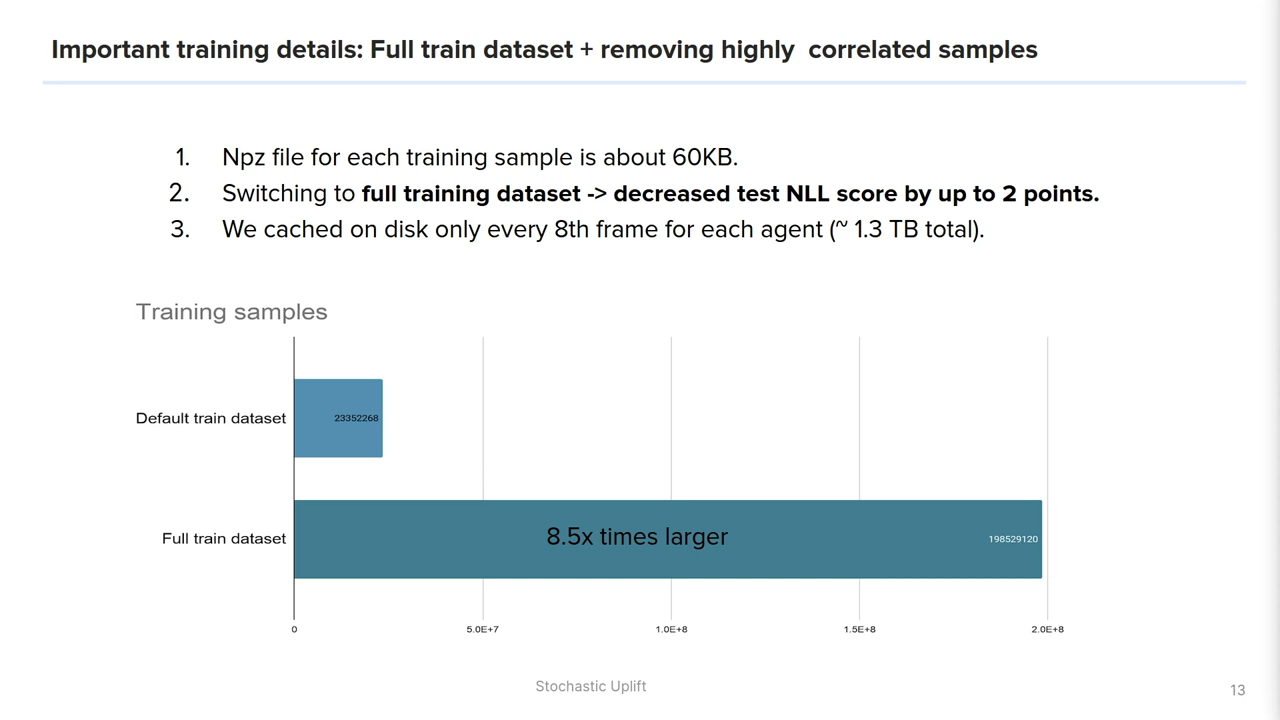 Important training details: Full train dataset + removing highly correlated samples
1. Npz file for each training sample is about 60KB.
2. Switching to full training dataset -> decreased test NLL score by up to 2 points.
3. We cached on disk only every 8th frame for each agent (~ 1.3 TB total).
Training samples
Default train dataset
23352268
Full train dataset
8.5x times larger
198529120
0
5.0E+7
1.0E+8
1.5E+8
2.0E+8
Stochastic Uplift
13